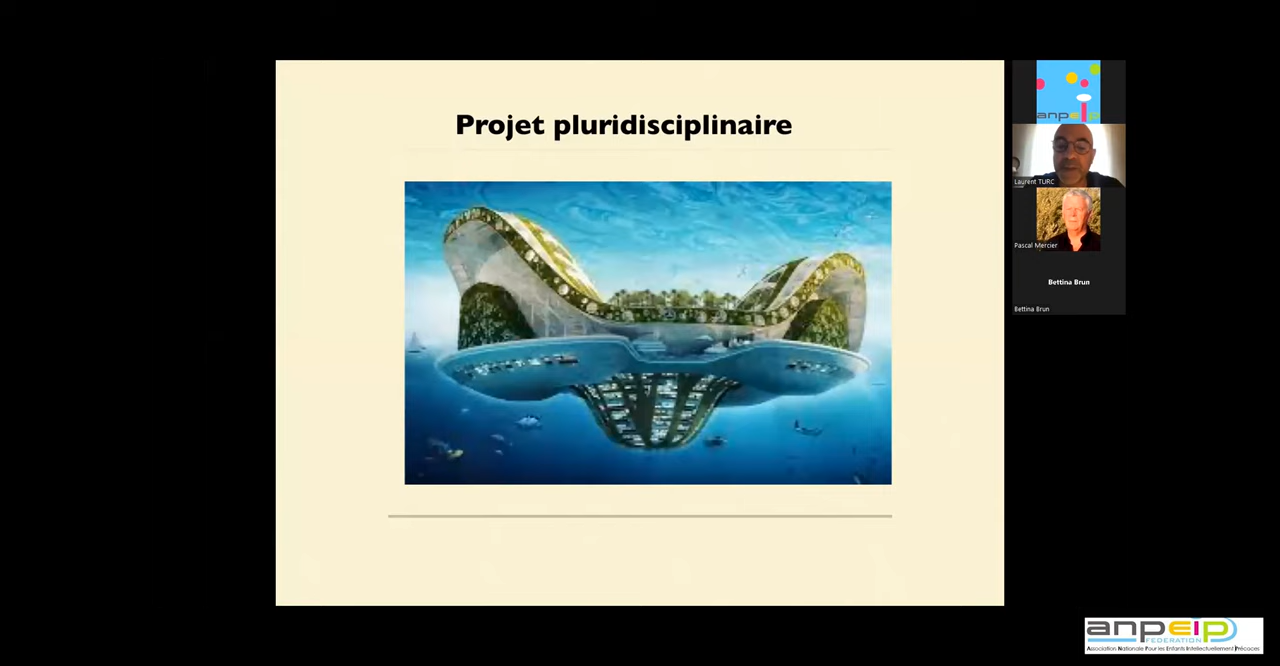 Projet pluridisciplinaire
anpeip
Laurent TURC
Pascal Mercier
Bettina Brun
Bettina Brun
anpeip
FEDERATION
Association Nationale Pour les Enfants Intellectuellement Précoces